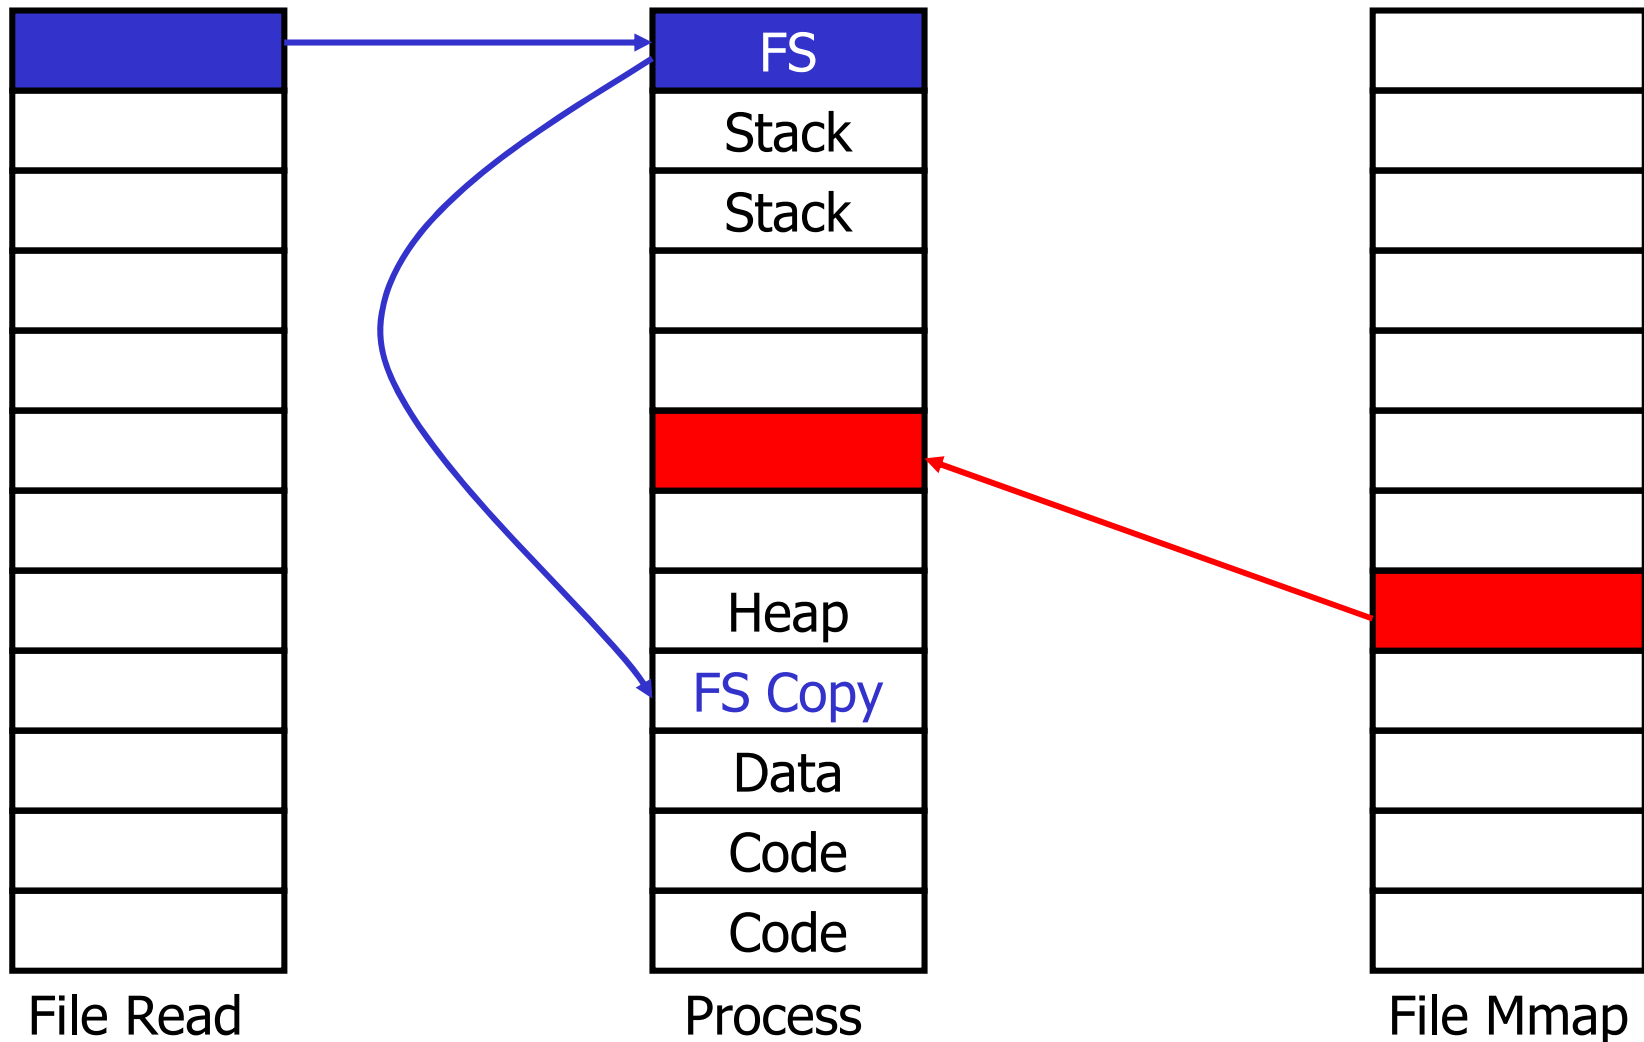 FS
Stack
Stack
Heap
FS Copy
Data
Code
Code
File Read
Process
File Mmap